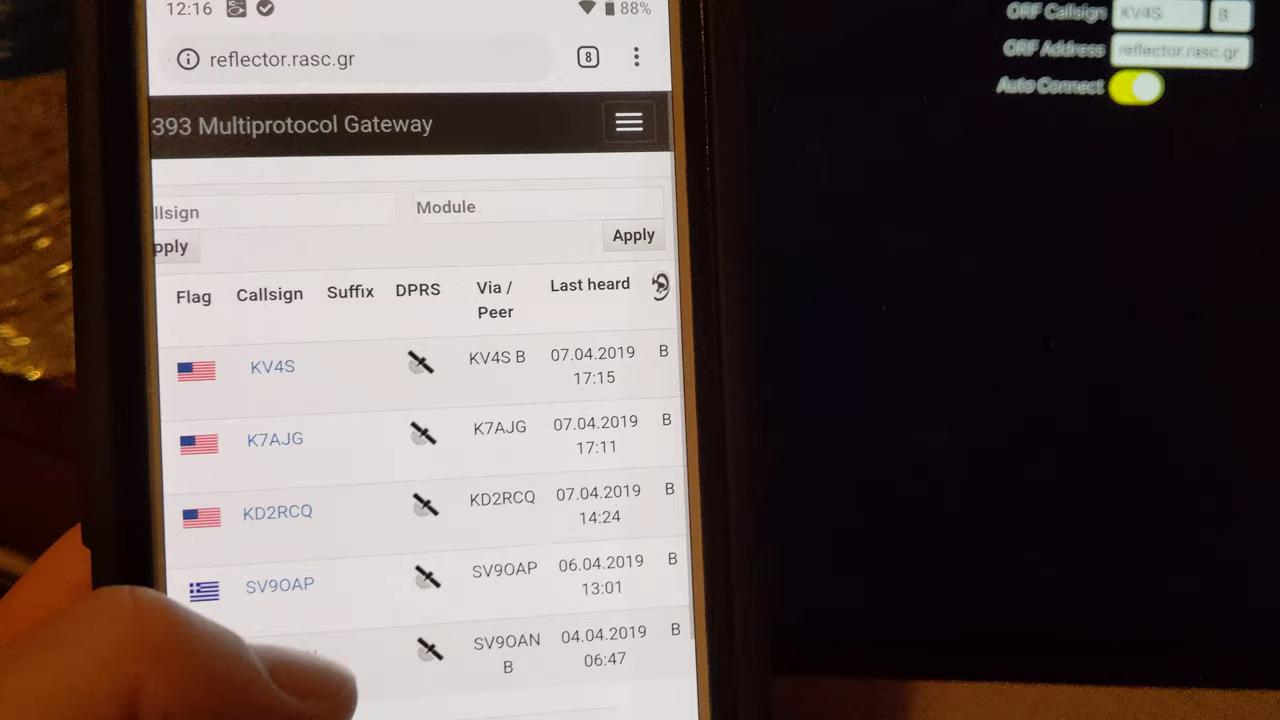 12:16 88%
reflector.rasc.gr 8
393 Multiprotocol Gateway
llsign Module
pply Apply
Flag Callsign Suffix DPRS Via / Peer Last heard
KV4S KV4S B 07.04.2019 17:15 B
K7AJG K7AJG 07.04.2019 17:11 B
KD2RCQ KD2RCQ 07.04.2019 14:24 B
SV9OAP SV9OAP 06.04.2019 13:01 B
SV9OAN B 04.04.2019 06:47 B
ORF Callsign KV4S B
ORF Address reflector.rasc.gr
Auto Connect